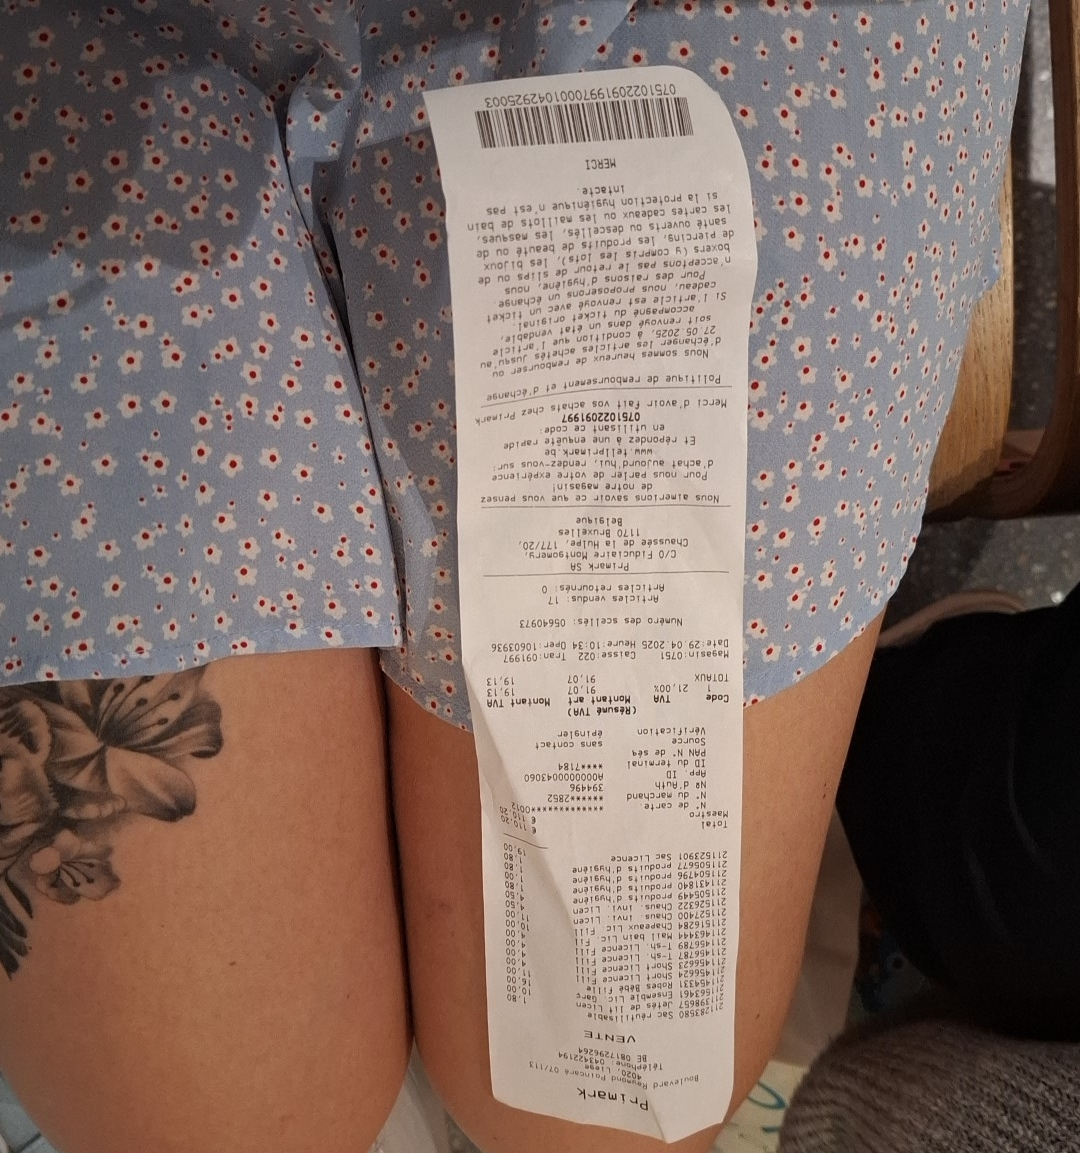 Primark
Boulevard Raymond Poincaré 07/113
4020, Liege
Téléphone: 043422194
BE 0817296264
VENTE
211283580 Sac réutilisable 1,80
211398657 Jetés de lit Licen 10,00
211563461 Ensemble Lic. Garç 16,00
211454331 Robes Bébé Fille 11,00
211456624 Short Licence Fill 4,00
211456623 Short Licence Fill 4,00
211456787 T-sh. Licence Fill 4,00
211456789 T-sh. Licence Fill 4,00
211463444 Mail bain Lic. Fil 10,00
211516284 Chapeaux Lic. Fill 11,00
211527400 Chaus. invi. Licen 4,50
211526322 Chaus. invi. Licen 4,50
211505449 produits d'hygiène 1,80
211431840 produits d'hygiène 1,00
211504796 produits d'hygiène 1,80
211505677 produits d'hygiène 1,80
211523901 Sac Licence 19,00
Total € 110,20
Maestro € 110,20
N° de carte. ************0012
N° du marchand ******2852
Nº d'Auth 394496
App. ID A0000000043060
ID du terminal ****7184
PAN N° de séq
Source sans contact
Vérification épingler
(Résumé TVA)
Code TVA Montant art Montant TVA
1 21,00% 91,07 19,13
TOTAUX 91,07 19,13
Magasin:0751 Caisse:022 Tran:091997
Date:29.04.2025 Heure:10:34 Oper:10603936
Numéro des scellés: 05640973
Articles vendus: 17
Articles retournés: 0
Primark SA
C/O Fiduciaire Montgomery,
Chaussée de la Hulpe, 177/20,
1170 Bruxelles
Belgique
Nous aimerions savoir ce que vous pensez
de notre magasin!
Pour nous parler de votre expérience
d'achat aujourd'hui, rendez-vous sur:
www.tellprimark.be
Et répondez à une enquête rapide
en utilisant ce code:
0751022091997
Merci d'avoir fait vos achats chez Primark
Politique de remboursement et d'échange
Nous sommes heureux de rembourser ou
d'échanger les articles achetés jusqu'au
27.05.2025, à condition que l'article
soit renvoyé dans un état vendable,
accompagné du ticket original.
Si l'article est renvoyé avec un ticket
cadeau, nous proposerons un échange.
Pour des raisons d'hygiène, nous
n'acceptons pas le retour de slips ou de
boxers (y compris les lots), les bijoux
de piercing, les produits de beauté ou de
santé ouverts ou descellés, les masques,
les cartes cadeaux ou les maillots de bain
si la protection hygiénique n'est pas
intacte.
MERCI
07510220919970001042925003